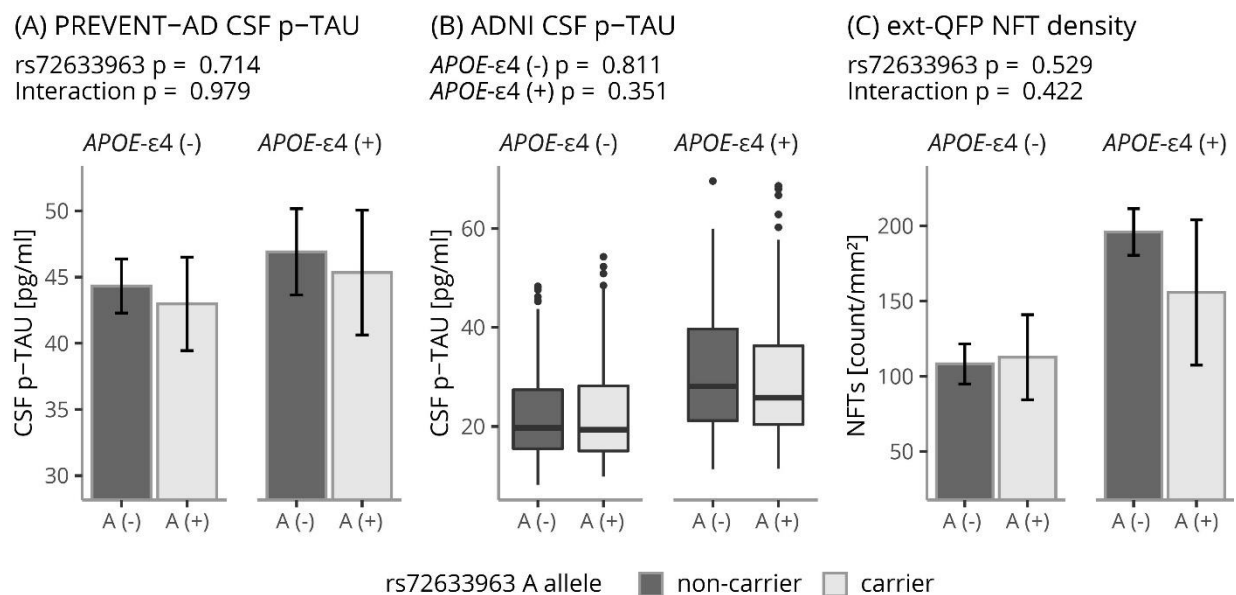 (A) PREVENT−AD CSF p−TAU
rs72633963 p = 0.714
Interaction p = 0.979
APOE-ε4 (-)
APOE-ε4 (+)
CSF p−TAU [pg/ml]
50
45
40
35
30
A (-)
A (+)
A (-)
A (+)
(B) ADNI CSF p−TAU
APOE-ε4 (-) p = 0.811
APOE-ε4 (+) p = 0.351
APOE-ε4 (-)
APOE-ε4 (+)
CSF p−TAU [pg/ml]
60
40
20
A (-)
A (+)
A (-)
A (+)
(C) ext-QFP NFT density
rs72633963 p = 0.529
Interaction p = 0.422
APOE-ε4 (-)
APOE-ε4 (+)
NFTs [count/mm²]
200
150
100
50
A (-)
A (+)
A (-)
A (+)
rs72633963 A allele non-carrier carrier